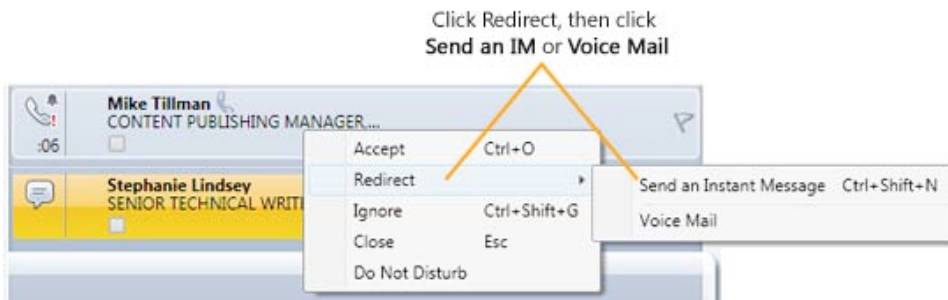 Click Redirect, then click
Send an IM or Voice Mail
Mike Tillman
CONTENT PUBLISHING MANAGER,...
:06
Accept Ctrl+O
Redirect
Send an Instant Message Ctrl+Shift+N
Stephanie Lindsey
SENIOR TECHNICAL WRITI
Ignore Ctrl+Shift+G
Voice Mail
Close Esc
Do Not Disturb